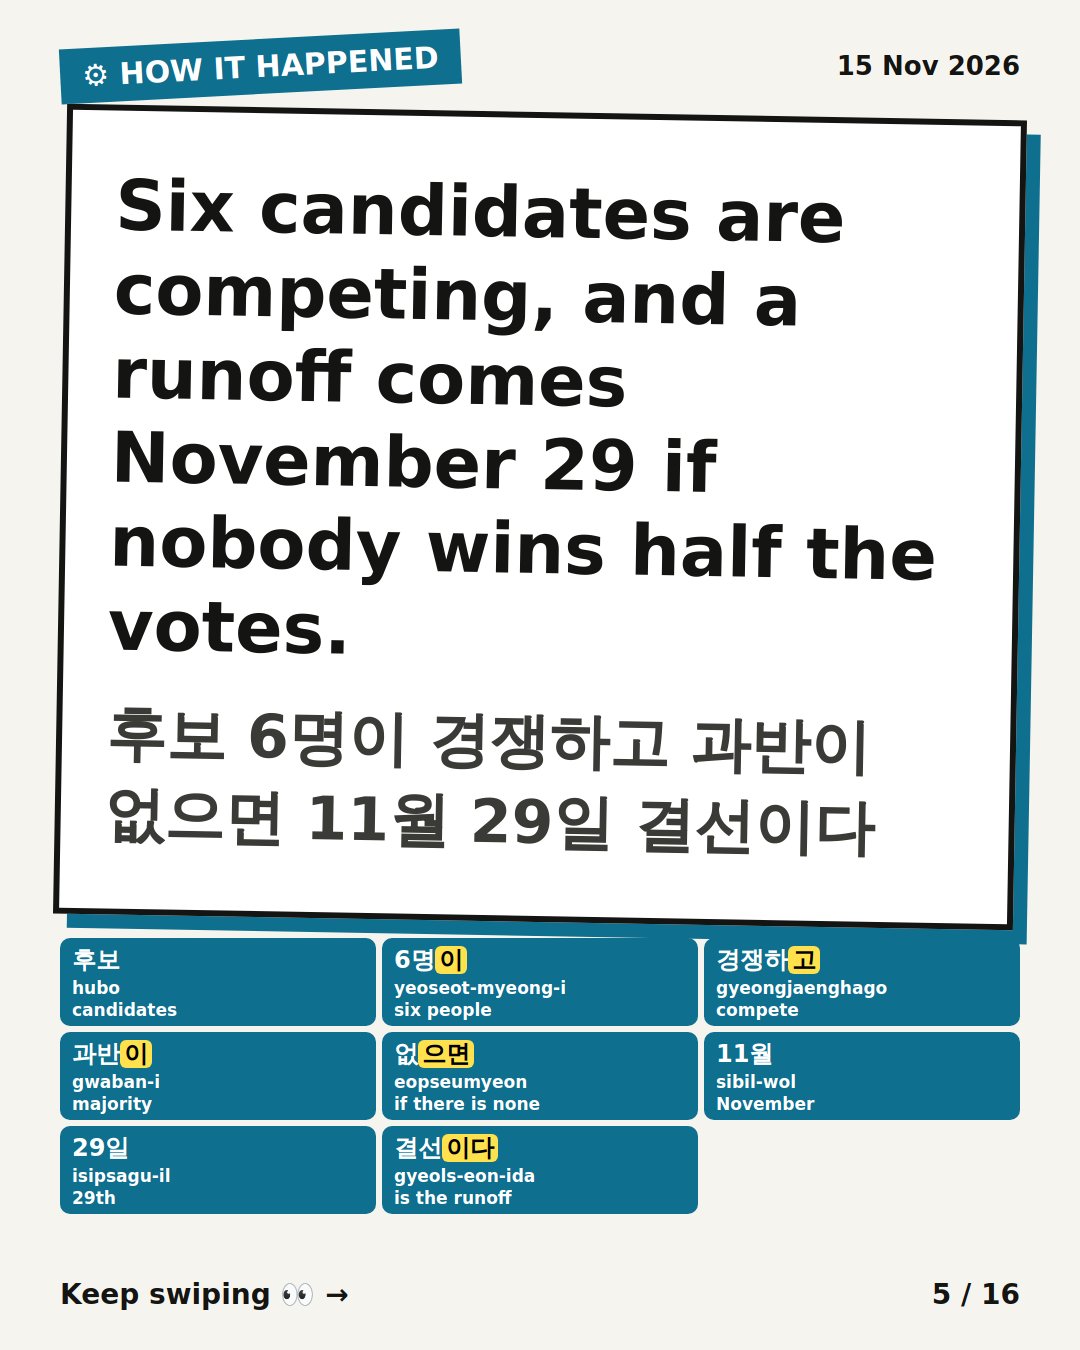 ⚙ HOW IT HAPPENED
15 Nov 2026
Six candidates are
competing, and a
runoff comes
November 29 if
nobody wins half the
votes.
후보 6명이 경쟁하고 과반이
없으면 11월 29일 결선이다
후보
hubo
candidates
6명이
yeoseot-myeong-i
six people
경쟁하고
gyeongjaenghago
compete
과반이
gwaban-i
majority
없으면
eopseumyeon
if there is none
11월
sibil-wol
November
29일
isipsagu-il
29th
결선이다
gyeols-eon-ida
is the runoff
Keep swiping 👀 →
5 / 16